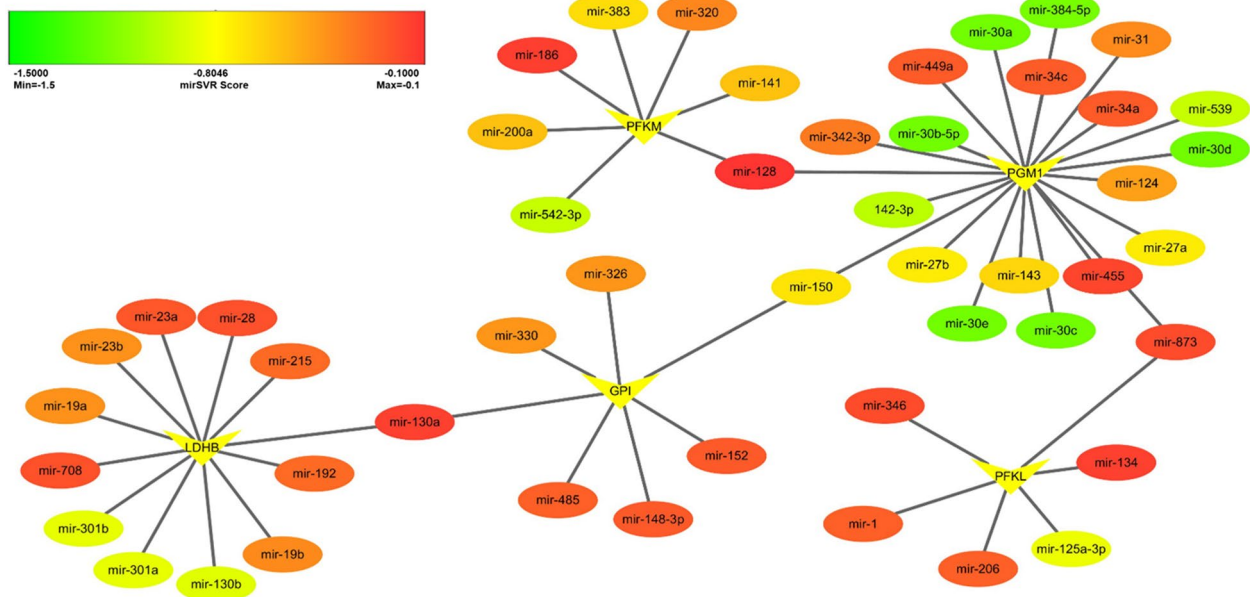 -1.5000 -0.8046 -0.1000
Min=-1.5 mirSVR Score Max=-0.1
mir-383
mir-320
mir-186
mir-141
mir-200a
PFKM
mir-128
mir-542-3p
mir-384-5p
mir-30a
mir-31
mir-449a
mir-34c
mir-34a
mir-539
mir-342-3p
mir-30b-5p
mir-30d
PGM1
mir-124
142-3p
mir-27a
mir-27b
mir-143
mir-455
mir-150
mir-30e
mir-30c
mir-873
mir-326
mir-330
GPI
mir-130a
mir-152
mir-485
mir-148-3p
mir-23a
mir-28
mir-23b
mir-215
mir-19a
LDHB
mir-708
mir-192
mir-301b
mir-19b
mir-301a
mir-130b
mir-346
mir-134
PFKL
mir-1
mir-125a-3p
mir-206